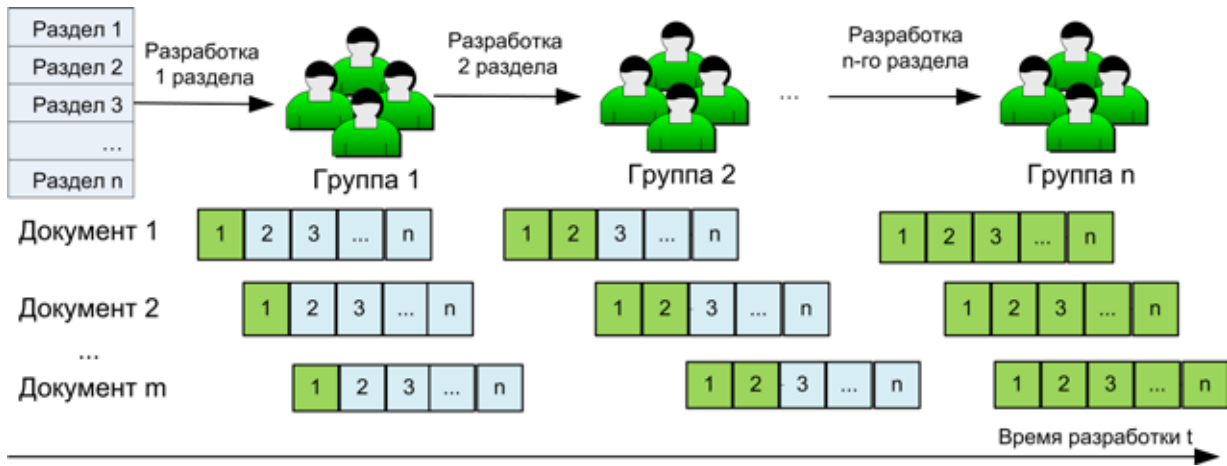 Раздел 1
Раздел 2
Раздел 3
...
Раздел n
Разработка
1 раздела
Разработка
2 раздела
...
Разработка
n-го раздела
Группа 1
Группа 2
Группа n
Документ 1
1 2 3 ... n
1 2 3 ... n
1 2 3 ... n
Документ 2
1 2 3 ... n
1 2 3 ... n
1 2 3 ... n
...
Документ m
1 2 3 ... n
1 2 3 ... n
1 2 3 ... n
Время разработки t